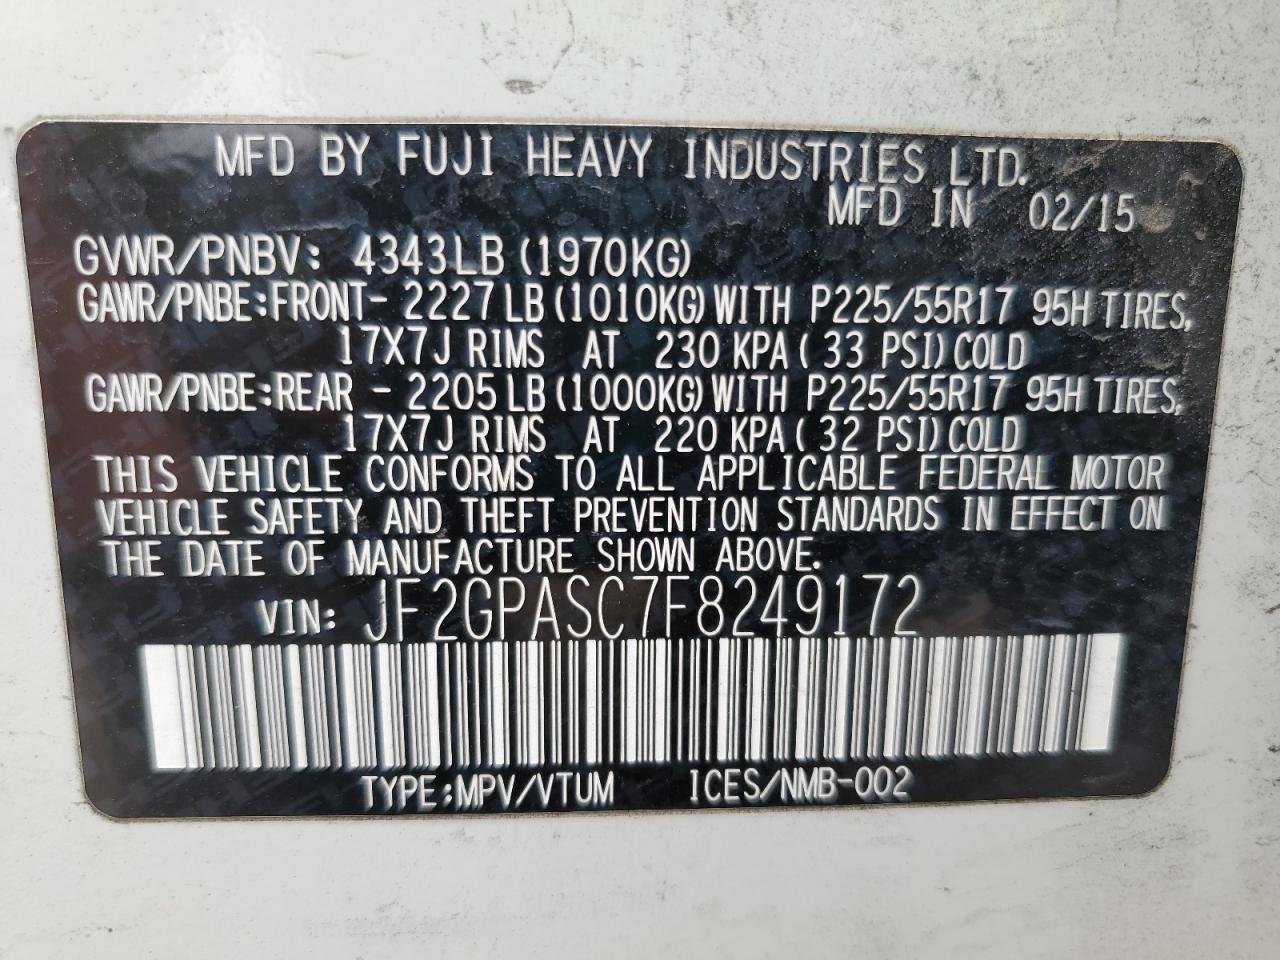 MFD BY FUJI HEAVY INDUSTRIES LTD.
MFD IN 02/15
GVWR/PNBV: 4343LB (1970KG)
GAWR/PNBE:FRONT- 2227LB (1010KG) WITH P225/55R17 95H TIRES,
17X7J RIMS AT 230 KPA ( 33 PSI) COLD
GAWR/PNBE:REAR - 2205LB (1000KG) WITH P225/55R17 95H TIRES,
17X7J RIMS AT 220 KPA ( 32 PSI) COLD
THIS VEHICLE CONFORMS TO ALL APPLICABLE FEDERAL MOTOR
VEHICLE SAFETY AND THEFT PREVENTION STANDARDS IN EFFECT ON
THE DATE OF MANUFACTURE SHOWN ABOVE.
VIN: JF2GPASC7F8249172
TYPE:MPV/VTUM ICES/NMB-002